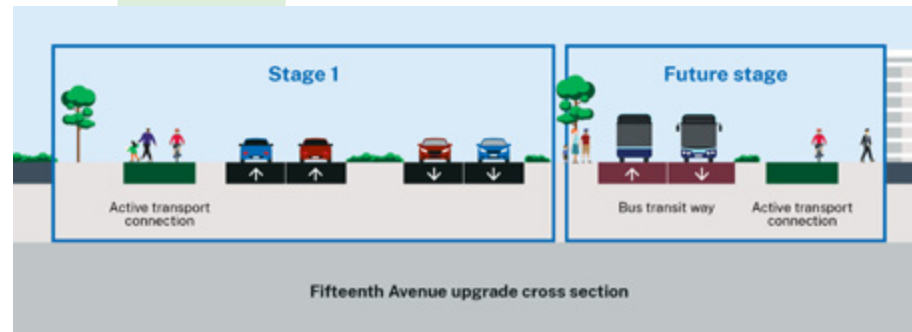 Stage 1
Future stage
Active transport
connection
Bus transit way
Active transport
connection
Fifteenth Avenue upgrade cross section